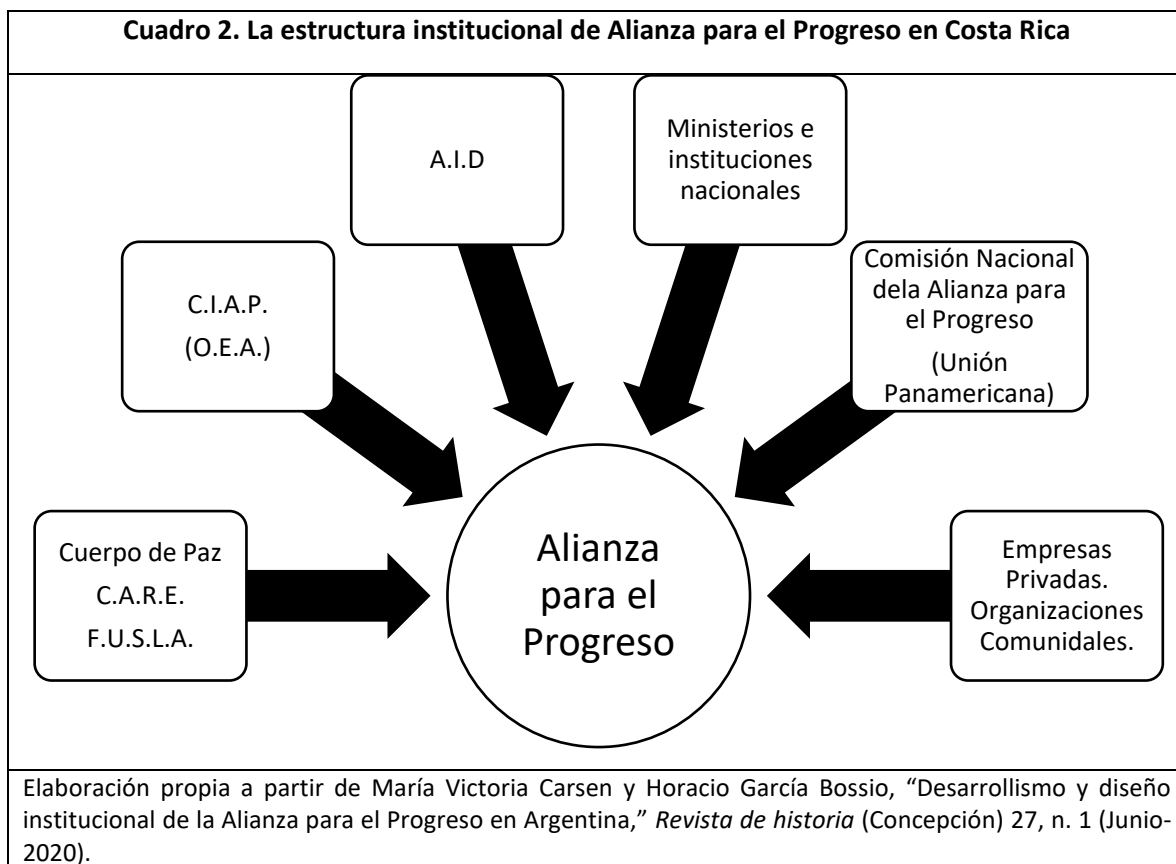 Cuadro 2. La estructura institucional de Alianza para el Progreso en Costa Rica
A.I.D
Ministerios e
instituciones
nacionales
C.I.A.P.
(O.E.A.)
Comisión Nacional
dela Alianza para
el Progreso
(Unión
Panamericana)
Cuerpo de Paz
C.A.R.E.
F.U.S.L.A.
Alianza
para el
Progreso
Empresas
Privadas.
Organizaciones
Comunidales.
Elaboración propia a partir de María Victoria Carsen y Horacio García Bossio, “Desarrollismo y diseño
institucional de la Alianza para el Progreso en Argentina,” Revista de historia (Concepción) 27, n. 1 (Junio-
2020).